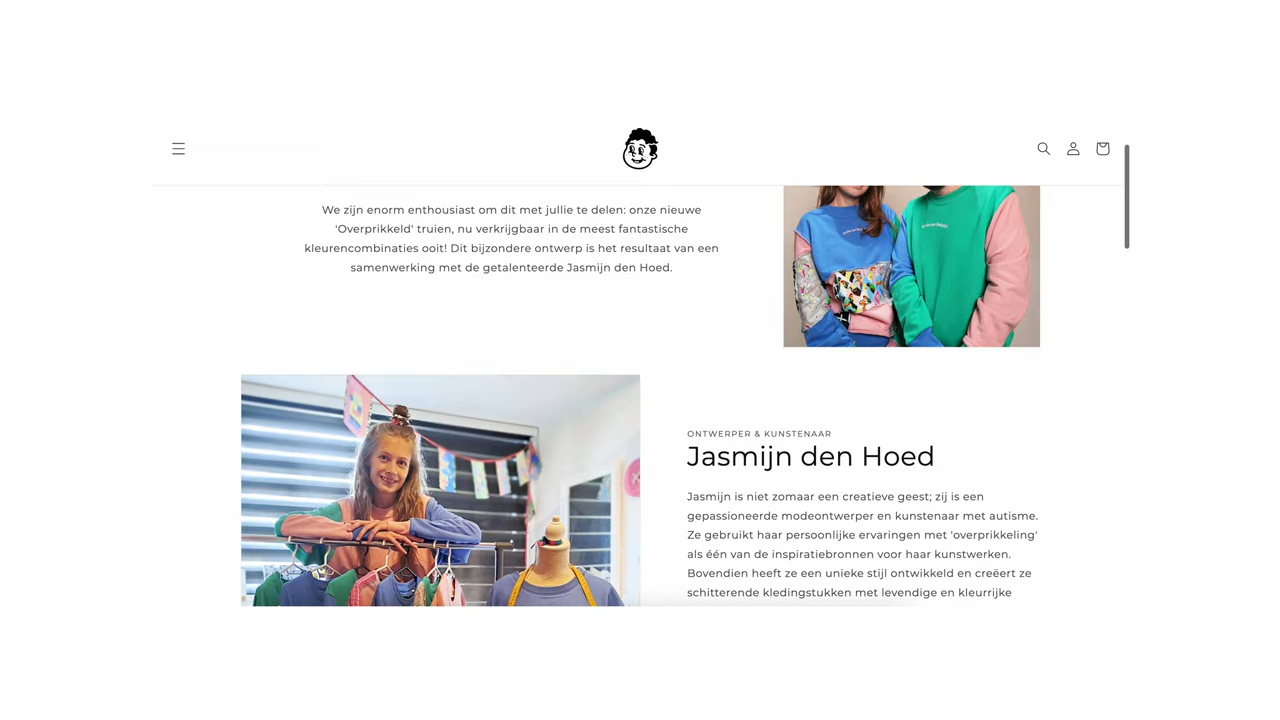 We zijn enorm enthousiast om dit met jullie te delen: onze nieuwe
'Overprikkeld' truien, nu verkrijgbaar in de meest fantastische
kleurencombinaties ooit! Dit bijzondere ontwerp is het resultaat van een
samenwerking met de getalenteerde Jasmijn den Hoed.
ONTWERPER & KUNSTENAAR
Jasmijn den Hoed
Jasmijn is niet zomaar een creatieve geest; zij is een
gepassioneerde modeontwerper en kunstenaar met autisme.
Ze gebruikt haar persoonlijke ervaringen met 'overprikkeling'
als één van de inspiratiebronnen voor haar kunstwerken.
Bovendien heeft ze een unieke stijl ontwikkeld en creëert ze
schitterende kledingstukken met levendige en kleurrijke